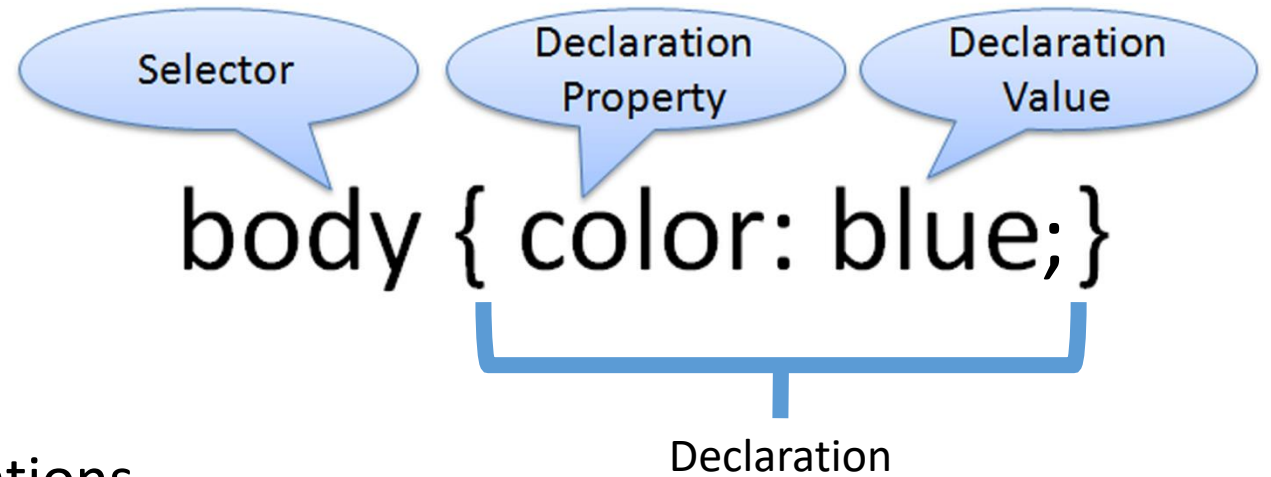 Selector
Declaration
Property
Declaration
Value
body { color: blue; }
Declaration